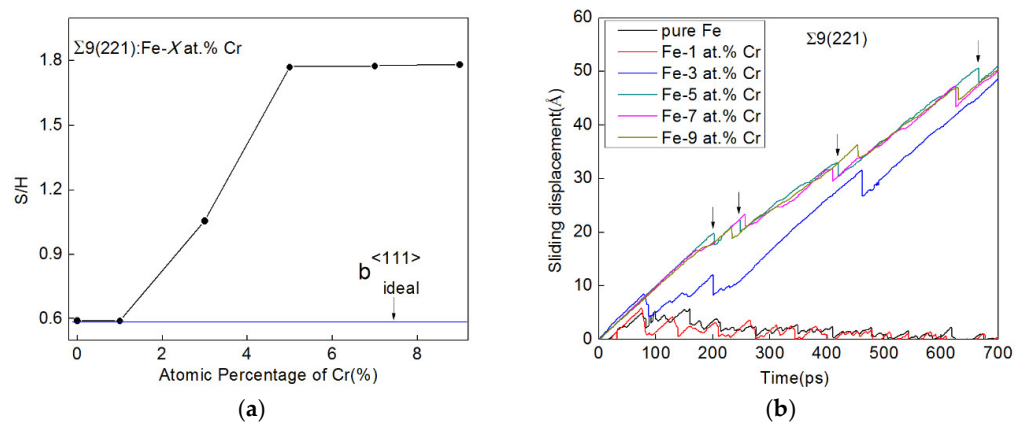 (a)
Σ9(221):Fe-X at.% Cr
1.8
1.4
1.0
0.6
S/H
b<111>ideal
0 2 4 6 8
Atomic Percentage of Cr(%)
(a)
(b)
Σ9(221)
pure Fe
Fe-1 at.% Cr
Fe-3 at.% Cr
Fe-5 at.% Cr
Fe-7 at.% Cr
Fe-9 at.% Cr
60
50
40
30
20
10
0
Sliding displacement(Å)
0 100 200 300 400 500 600 700
Time(ps)
(b)